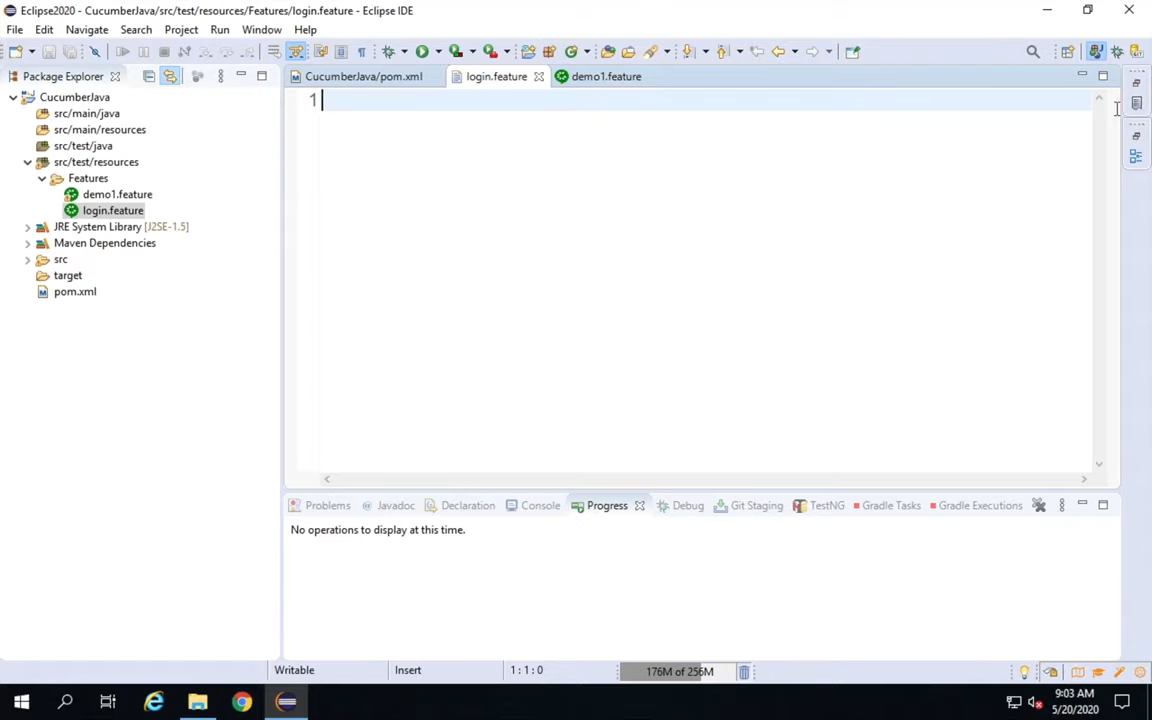 Eclipse2020 - CucumberJava/src/test/resources/Features/login.feature - Eclipse IDE
File Edit Navigate Search Project Run Window Help
Package Explorer
CucumberJava/pom.xml login.feature demo1.feature
CucumberJava
src/main/java
src/main/resources
src/test/java
src/test/resources
Features
demo1.feature
login.feature
JRE System Library [J2SE-1.5]
Maven Dependencies
src
target
pom.xml
1
Problems Javadoc Declaration Console Progress Debug Git Staging TestNG Gradle Tasks Gradle Executions
No operations to display at this time.
Writable Insert 1 : 1 : 0 176M of 256M
9:03 AM
5/20/2020